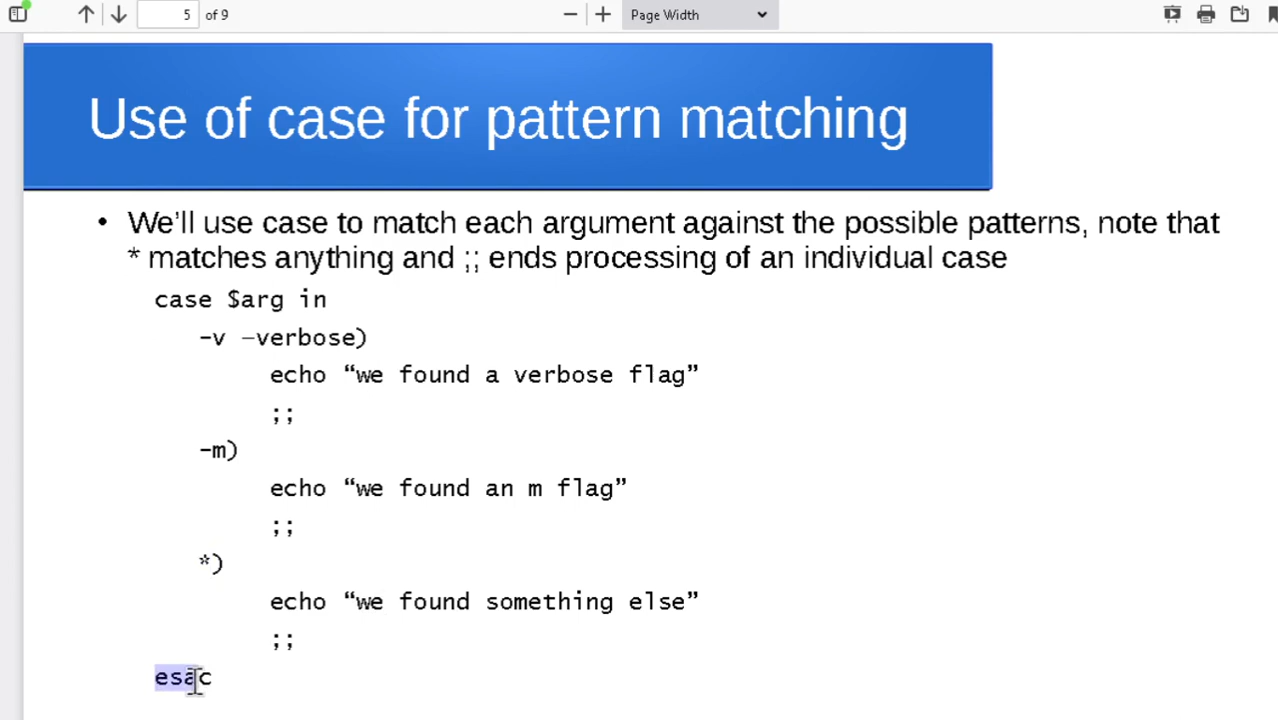 5 of 9 Page Width
Use of case for pattern matching
• We’ll use case to match each argument against the possible patterns, note that
* matches anything and ;; ends processing of an individual case
case $arg in
-v –verbose)
echo “we found a verbose flag”
;;
-m)
echo “we found an m flag”
;;
*)
echo “we found something else”
;;
esac